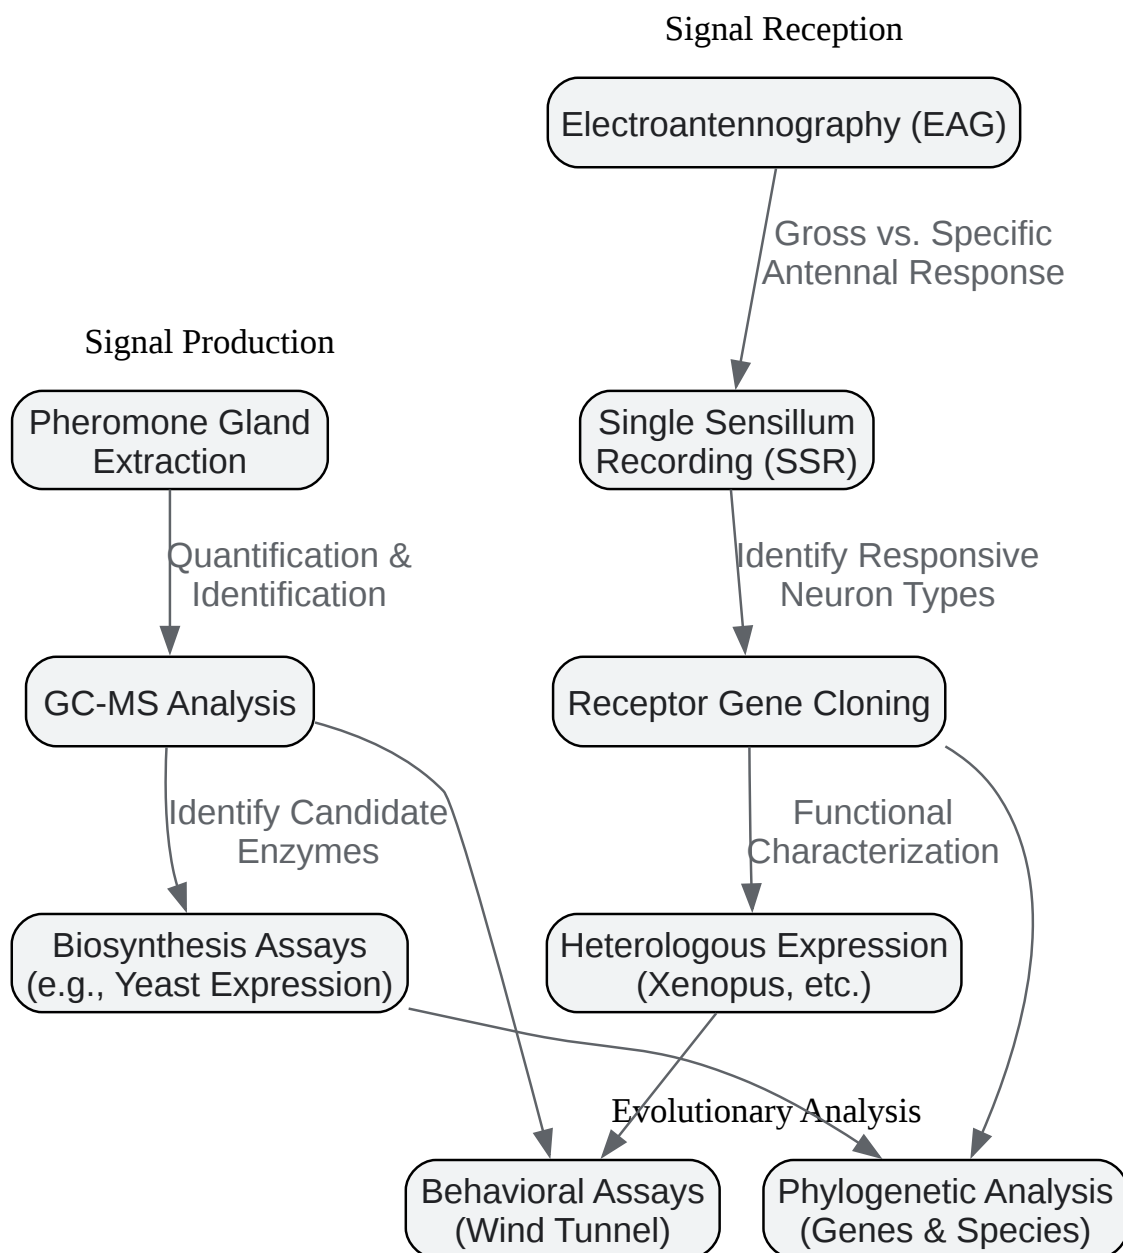 Signal Reception
Electroantennography (EAG)
Gross vs. Specific
Antennal Response
Signal Production
Pheromone Gland
Extraction
Single Sensillum
Recording (SSR)
Quantification &
Identification
Identify Responsive
Neuron Types
GC-MS Analysis
Receptor Gene Cloning
Identify Candidate
Enzymes
Functional
Characterization
Biosynthesis Assays
(e.g., Yeast Expression)
Heterologous Expression
(Xenopus, etc.)
Evolutionary Analysis
Behavioral Assays
(Wind Tunnel)
Phylogenetic Analysis
(Genes & Species)